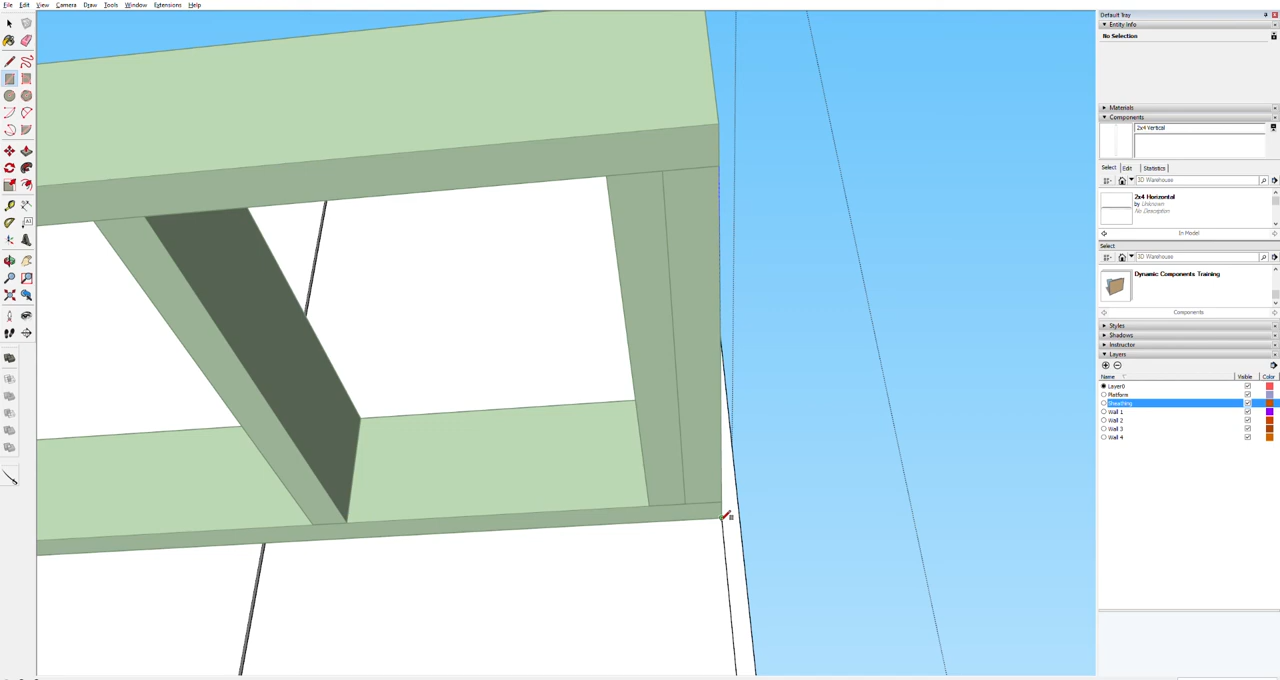 File Edit View Camera Draw Tools Window Extensions Help
Default Tray
Entity Info
No Selection
Materials
Components
2x4 Vertical
Select Edit Statistics
3D Warehouse
2x4 Horizontal
by Unknown
No Description
In Model
Select
3D Warehouse
Dynamic Components Training
Components
Styles
Shadows
Instructor
Layers
Name Visible Color
Layer0
Platform
Sheathing
Wall 1
Wall 2
Wall 3
Wall 4